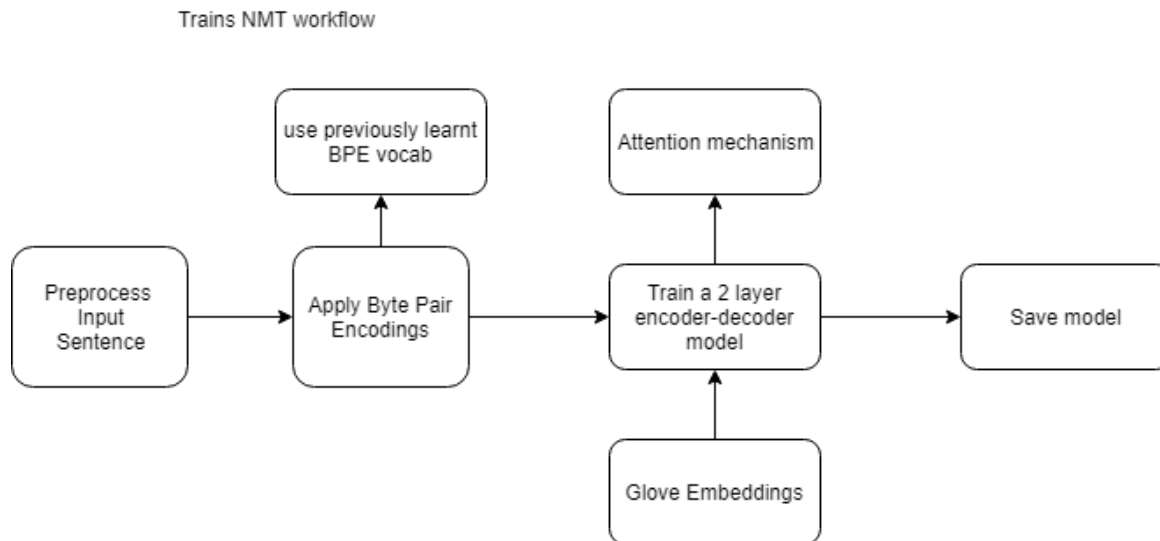 Trains NMT workflow
use previously learnt
BPE vocab
Attention mechanism
Preprocess
Input
Sentence
Apply Byte Pair
Encodings
Train a 2 layer
encoder-decoder
model
Save model
Glove Embeddings